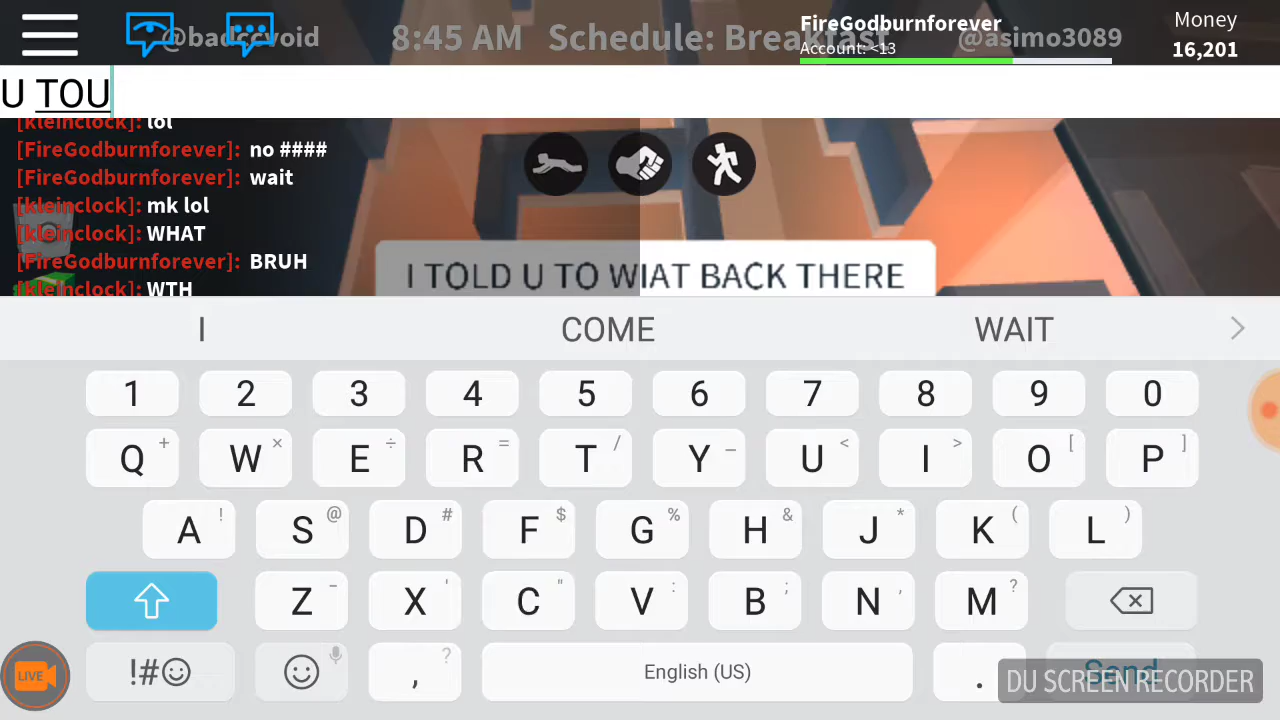 @badccvoid 8:45 AM Schedule: Breakfast @asimo3089
FireGodburnforever
Account: <13
Money
16,201
U TOU
[kleinclock]: lol
[FireGodburnforever]: no ####
[FireGodburnforever]: wait
[kleinclock]: mk lol
[kleinclock]: WHAT
[FireGodburnforever]: BRUH
[kleinclock]: WTH
I TOLD U TO WIAT BACK THERE
I COME WAIT
1 2 3 4 5 6 7 8 9 0
Q + W × E ÷ R = T / Y _ U < I > O [ P ]
A ! S @ D # F $ G % H & J * K ( L )
Z - X ' C " V : B ; N , M ?
!#☺ , ? English (US) . Send
LIVE
DU SCREEN RECORDER